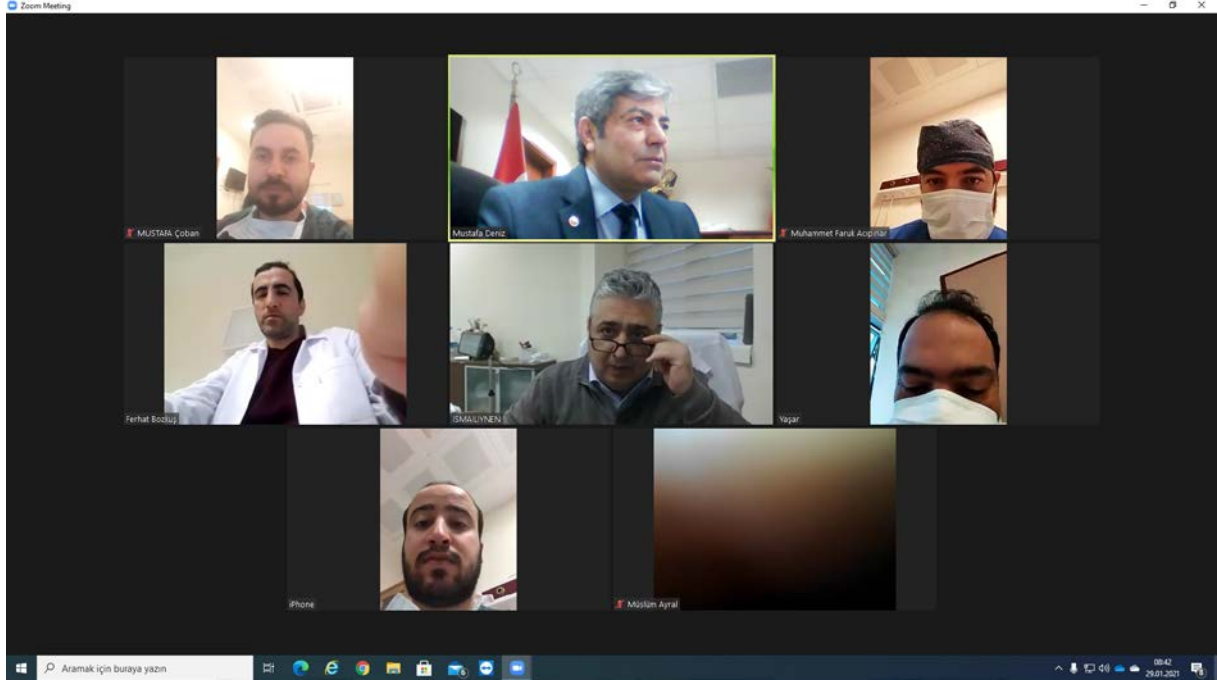 Zoom Meeting
MUSTAFA Çoban
Mustafa Deniz
Muhammet Faruk Acıpınar
Ferhat Bozkuş
ISMAILIYNEN
Yaşar
iPhone
Müslüm Ayral
Aramak için buraya yazın
08:42
29.01.2021